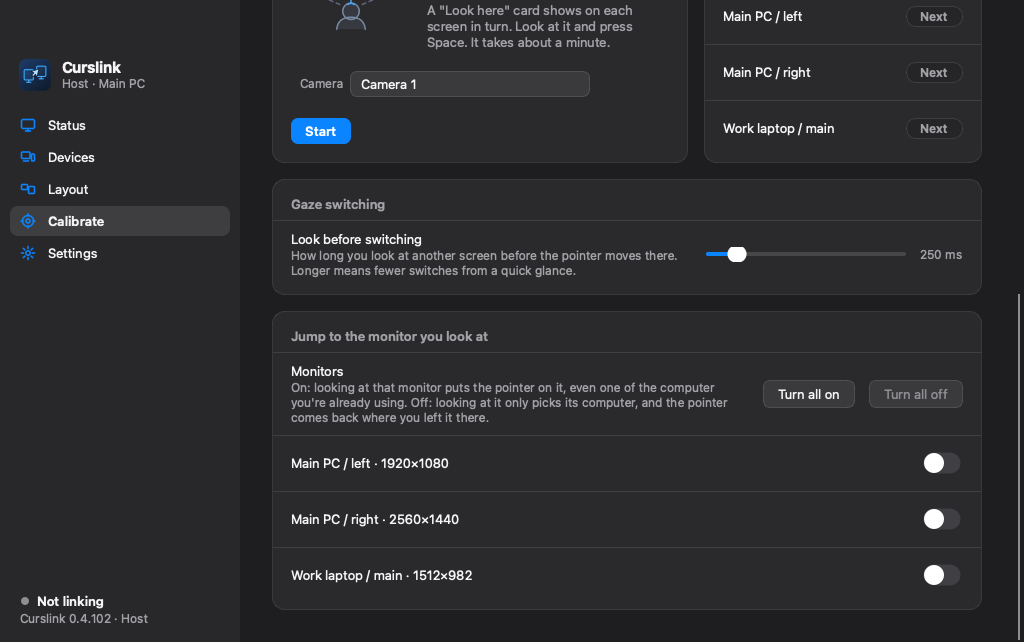 Curslink
Host · Main PC
Status
Devices
Layout
Calibrate
Settings
Not linking
Curslink 0.4.102 · Host
A "Look here" card shows on each
screen in turn. Look at it and press
Space. It takes about a minute.
Camera
Camera 1
Start
Main PC / left
Next
Main PC / right
Next
Work laptop / main
Next
Gaze switching
Look before switching
How long you look at another screen before the pointer moves there.
Longer means fewer switches from a quick glance.
250 ms
Jump to the monitor you look at
Monitors
On: looking at that monitor puts the pointer on it, even one of the computer
you're already using. Off: looking at it only picks its computer, and the pointer
comes back where you left it there.
Turn all on
Turn all off
Main PC / left · 1920×1080
Main PC / right · 2560×1440
Work laptop / main · 1512×982